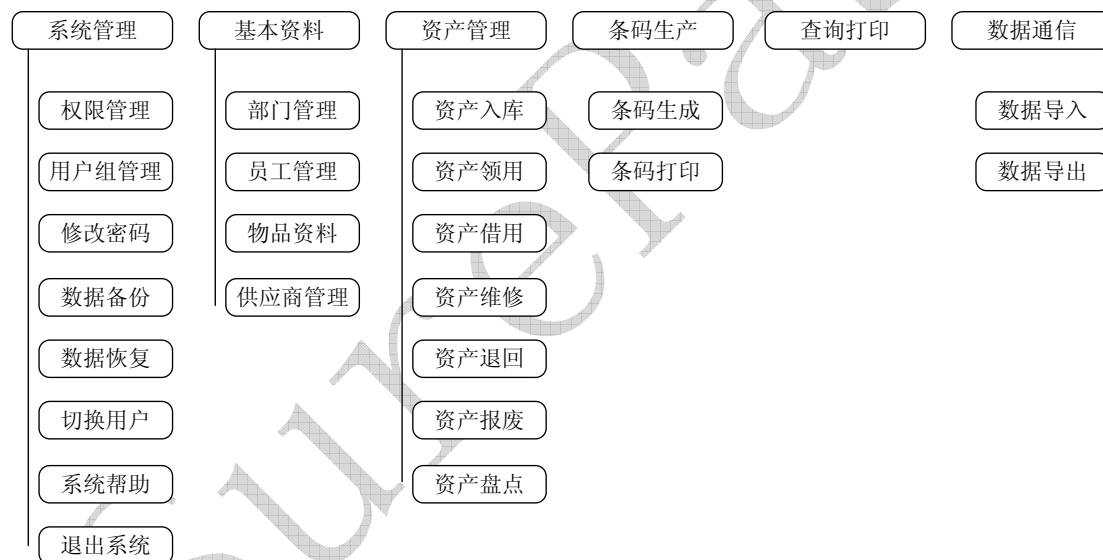 系统管理
基本资料
资产管理
条码生产
查询打印
数据通信
权限管理
部门管理
资产入库
条码生成
数据导入
用户组管理
员工管理
资产领用
条码打印
数据导出
修改密码
物品资料
资产借用
数据备份
供应商管理
资产维修
数据恢复
资产退回
切换用户
资产报废
系统帮助
资产盘点
退出系统